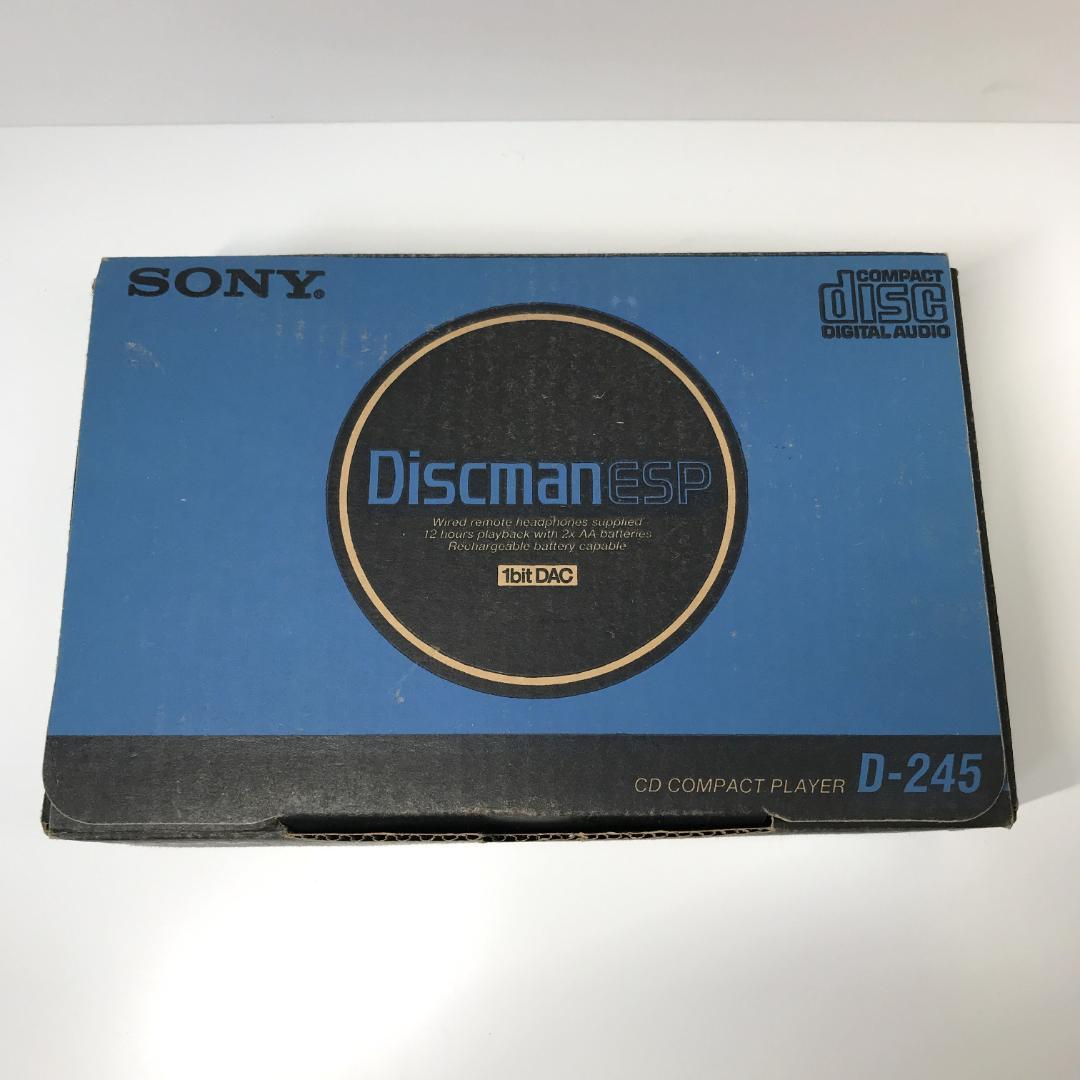 SONY®
COMPACT
disc
DIGITAL AUDIO
DiscmanESP
Wired remote headphones supplied
12 hours playback with 2x AA batteries
Rechargeable battery capable
1bit DAC
CD COMPACT PLAYER D-245